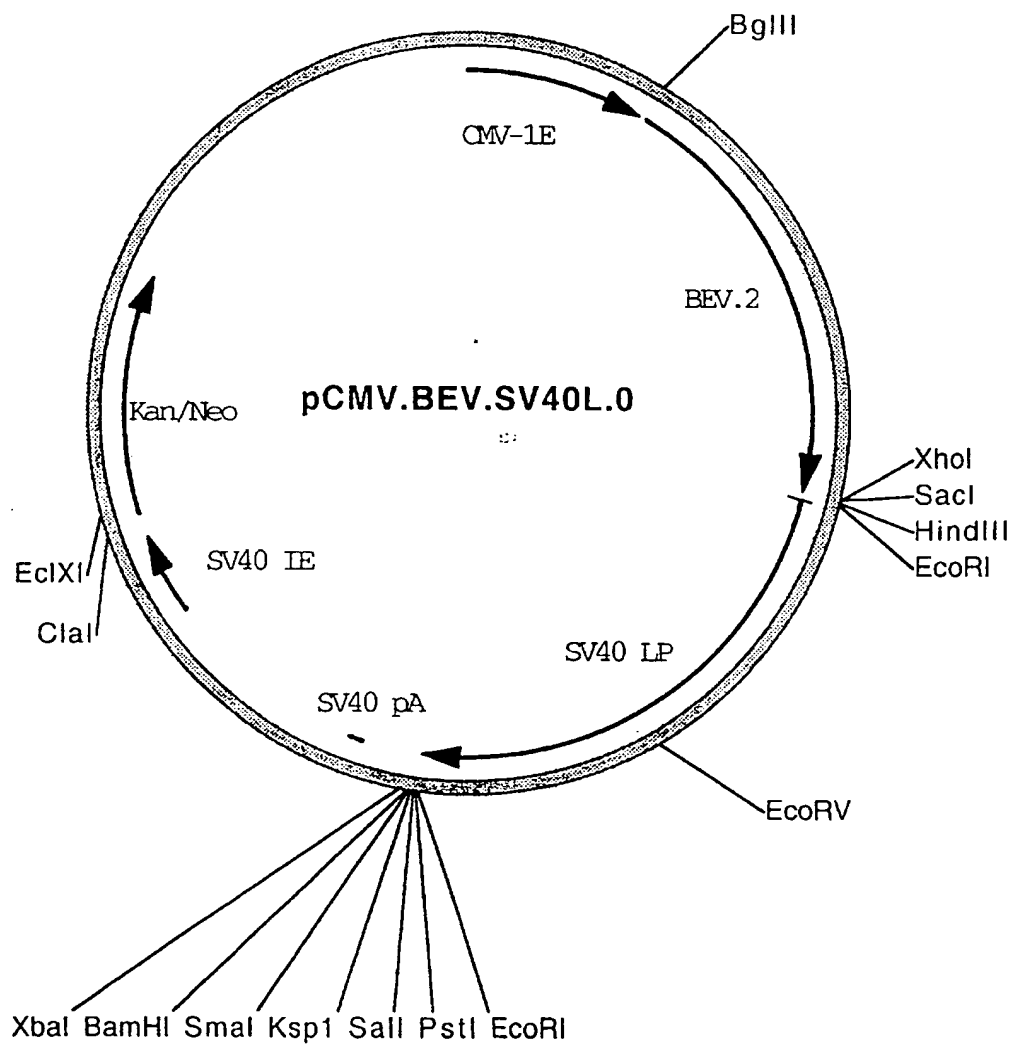 BglII
CMV-1E
BEV.2
pCMV.BEV.SV40L.0
Kan/Neo
XhoI
SacI
HindIII
EcoRI
SV40 IE
EclXI
ClaI
SV40 LP
SV40 pA
EcoRV
XbaI BamHI SmaI Ksp1 SalI PstI EcoRI